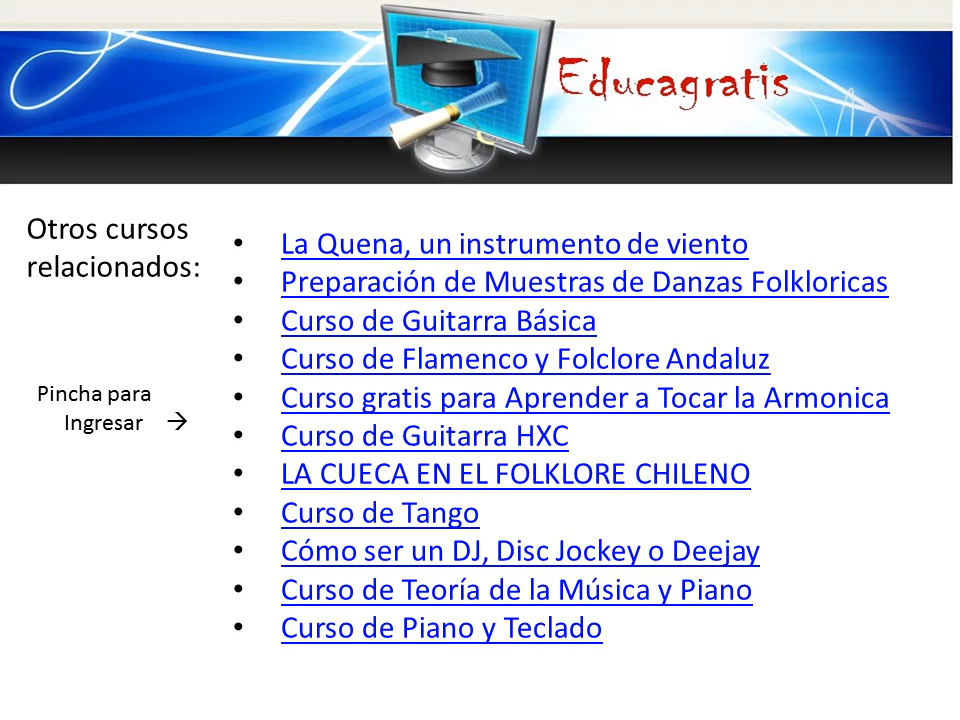 Educagratis
Otros cursos
relacionados:
Pincha para
Ingresar →
• La Quena, un instrumento de viento
• Preparación de Muestras de Danzas Folkloricas
• Curso de Guitarra Básica
• Curso de Flamenco y Folclore Andaluz
• Curso gratis para Aprender a Tocar la Armonica
• Curso de Guitarra HXC
• LA CUECA EN EL FOLKLORE CHILENO
• Curso de Tango
• Cómo ser un DJ, Disc Jockey o Deejay
• Curso de Teoría de la Música y Piano
• Curso de Piano y Teclado